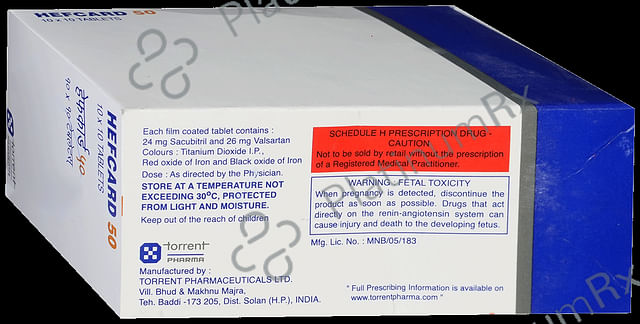 HEFCARD 50
10 x 10 TABLETS
HEFCARD 50
10 X 10 TABLETS
Each film coated tablet contains :
24 mg Sacubitril and 26 mg Valsartan
Colours : Titanium Dioxide I.P.,
Red oxide of Iron and Black oxide of Iron
Dose : As directed by the Physician.
STORE AT A TEMPERATURE NOT
EXCEEDING 30°C, PROTECTED
FROM LIGHT AND MOISTURE.
Keep out of the reach of children
torrent
PHARMA
Manufactured by :
TORRENT PHARMACEUTICALS LTD.
Vill. Bhud & Makhnu Majra,
Teh. Baddi -173 205, Dist. Solan (H.P.), INDIA.
SCHEDULE H PRESCRIPTION DRUG -
CAUTION
Not to be sold by retail without the prescription
of a Registered Medical Practitioner.
WARNING : FETAL TOXICITY
When pregnancy is detected, discontinue the
product as soon as possible. Drugs that act
directly on the renin-angiotensin system can
cause injury and death to the developing fetus.
Mfg. Lic. No. : MNB/05/183
" Full Prescribing Information is available on
www.torrentpharma.com "
PlatinumRx